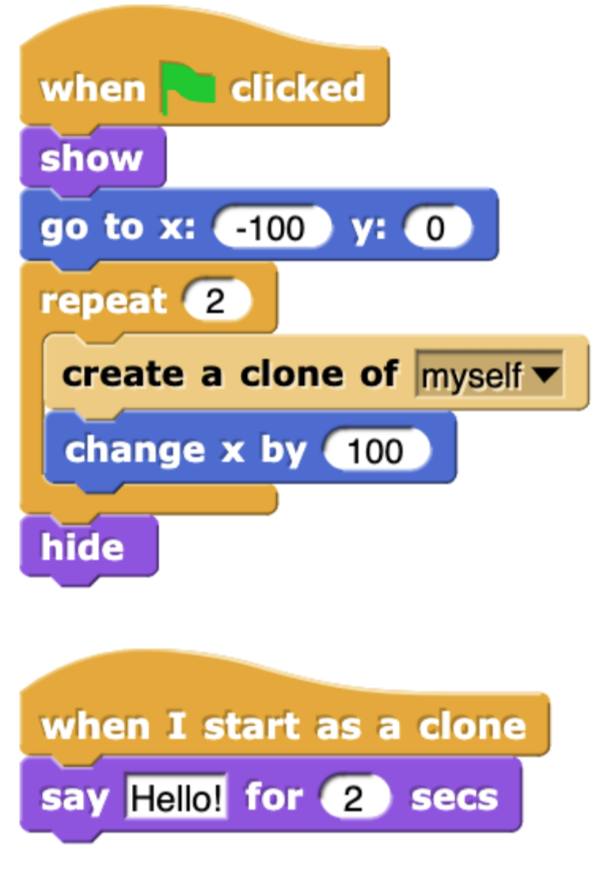 when clicked
show
go to x: -100 y: 0
repeat 2
create a clone of myself
change x by 100
hide
when I start as a clone
say Hello! for 2 secs